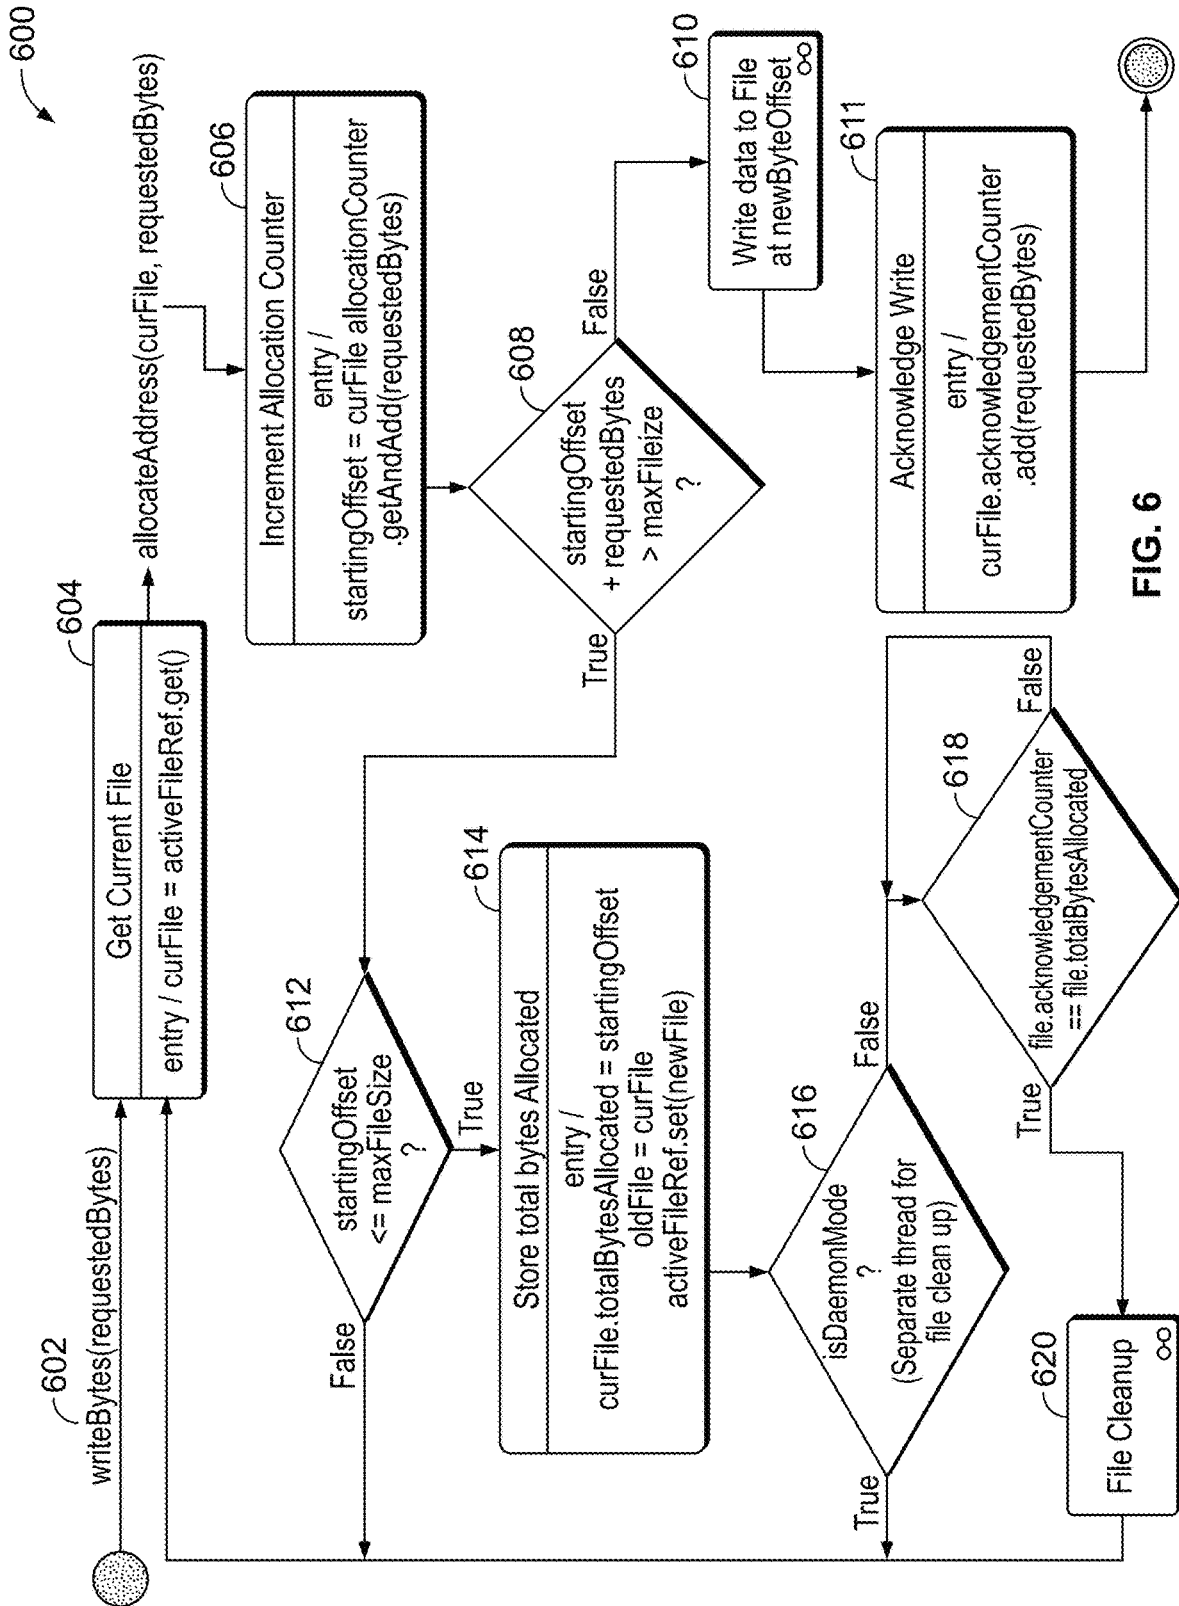 600
602
writeBytes(requestedBytes)
604
Get Current File
entry / curFile = activeFileRef.get()
allocateAddress(curFile, requestedBytes)
606
Increment Allocation Counter
entry /
startingOffset = curFile allocationCounter
.getAndAdd(requestedBytes)
608
startingOffset
+ requestedBytes
> maxFileize
?
True
False
610
Write data to File
at newByteOffset
611
Acknowledge Write
entry /
curFile.acknowledgementCounter
.add(requestedBytes)
612
startingOffset
<= maxFileSize
?
False
True
614
Store total bytes Allocated
entry /
curFile.totalBytesAllocated = startingOffset
oldFile = curFile
activeFileRef.set(newFile)
616
isDaemonMode
?
(Separate thread for
file clean up)
True
False
618
file.acknowledgementCounter
== file.totalBytesAllocated
True
False
620
File Cleanup
FIG. 6